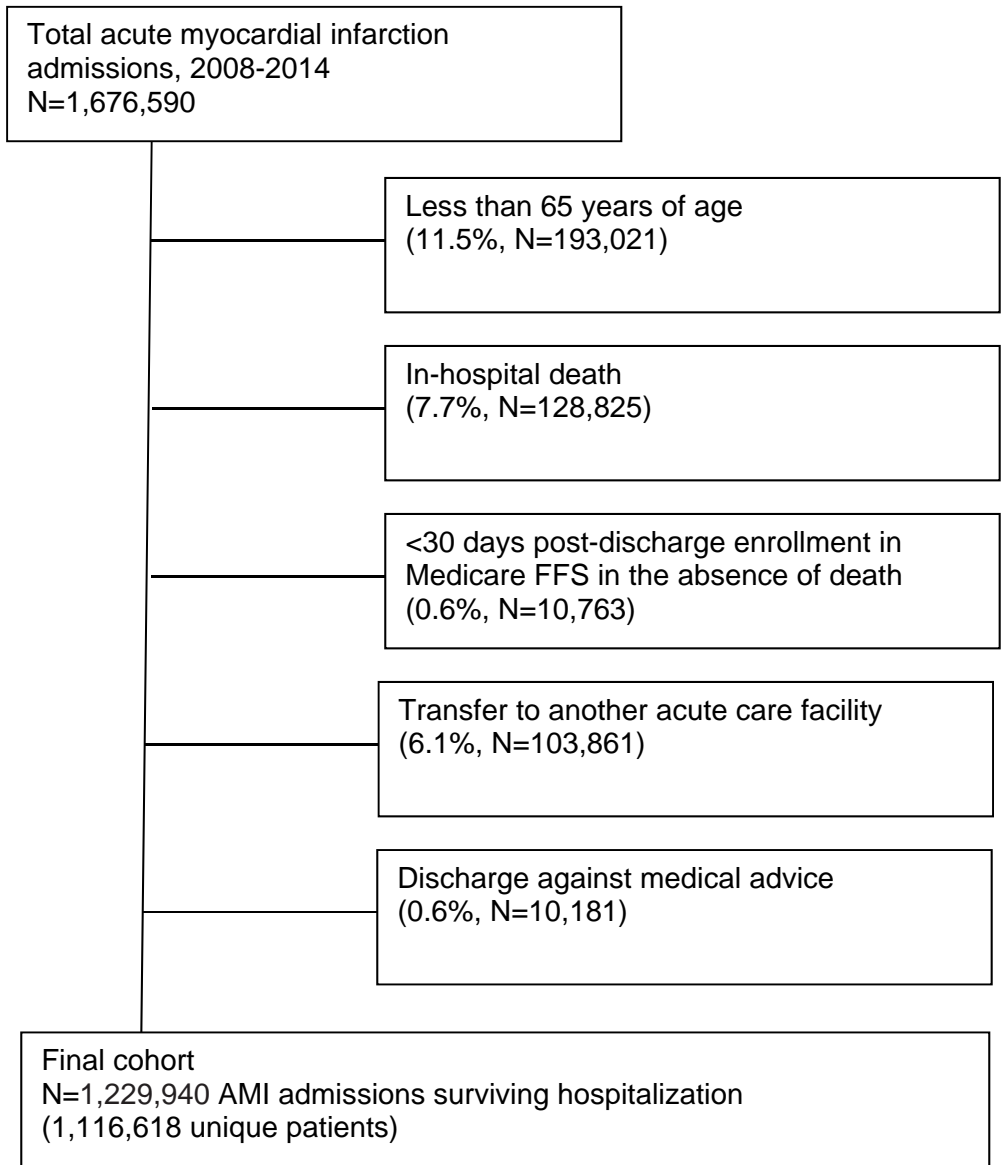 Total acute myocardial infarction
admissions, 2008-2014
N=1,676,590
Less than 65 years of age
(11.5%, N=193,021)
In-hospital death
(7.7%, N=128,825)
<30 days post-discharge enrollment in
Medicare FFS in the absence of death
(0.6%, N=10,763)
Transfer to another acute care facility
(6.1%, N=103,861)
Discharge against medical advice
(0.6%, N=10,181)
Final cohort
N=1,229,940 AMI admissions surviving hospitalization
(1,116,618 unique patients)